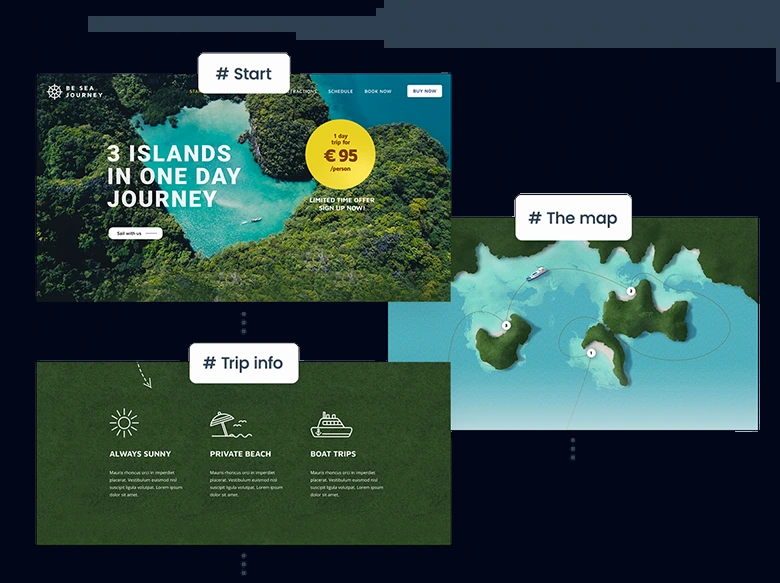 # Start
BE SEA.
JOURNEY
SCHEDULE
BOOK NOW
BUY NOW
1 day
trip for
€95
/person
3 ISLANDS
IN ONE DAY
JOURNEY
LIMITED TIME OFFER
SIGN UP NOW!
Sail with us
# The map
3
2
1
# Trip info
ALWAYS SUNNY
Mauris rhoncus orci in imperdiet
placerat. Vestibulum euismod nisl
suscipit ligula volutpat. Lorem ipsum
dolor sit amet.
PRIVATE BEACH
Mauris rhoncus orci in imperdiet
placerat. Vestibulum euismod nisl
suscipit ligula volutpat. Lorem ipsum
dolor sit amet.
BOAT TRIPS
Mauris rhoncus orci in imperdiet
placerat. Vestibulum euismod nisl
suscipit ligula volutpat. Lorem ipsum
dolor sit amet.